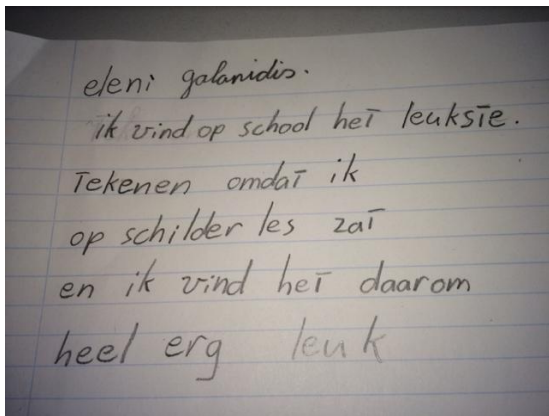 eleni galanidis.
ik vind op school het leukste.
Tekenen omdat ik
op schilder les zat
en ik vind het daarom
heel erg leuk